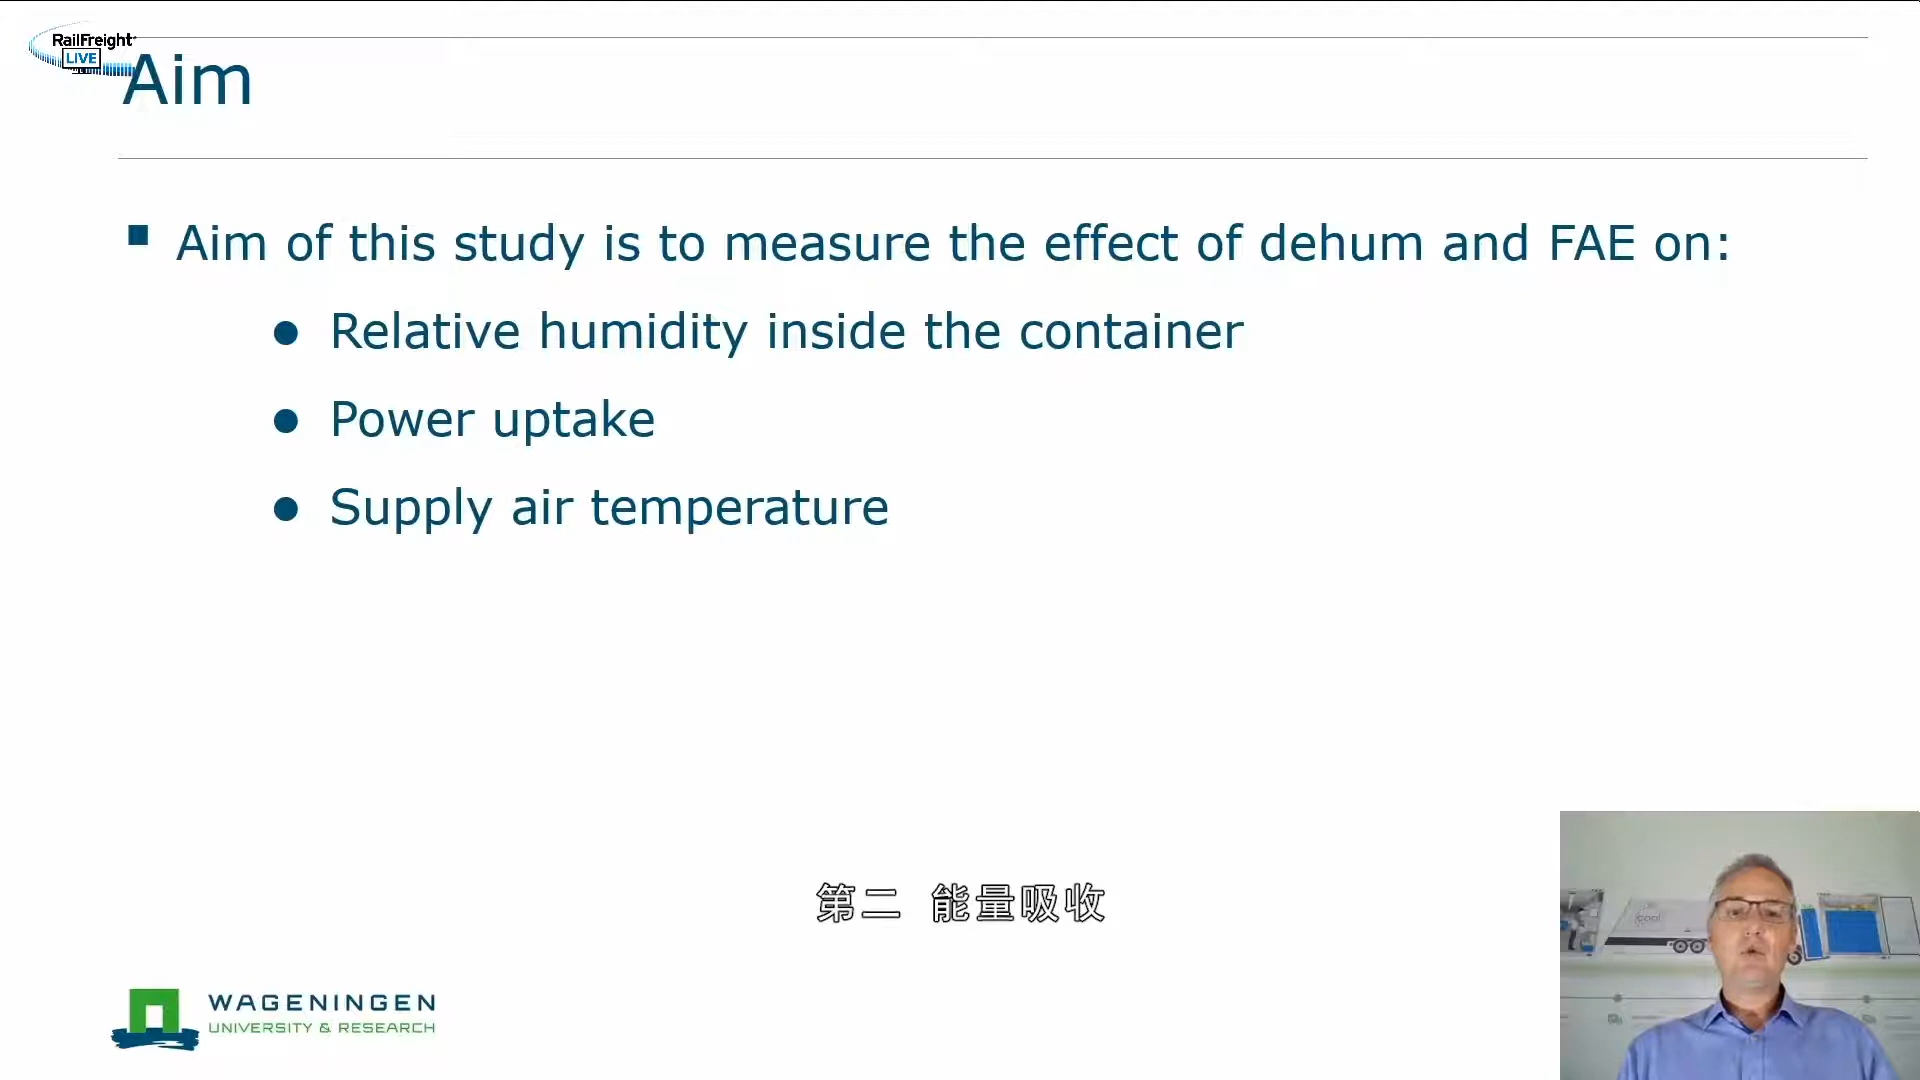 RailFreight
LIVE
Aim
Aim of this study is to measure the effect of dehum and FAE on:
Relative humidity inside the container
Power uptake
Supply air temperature
第二 能量吸收
WAGENINGEN
UNIVERSITY & RESEARCH
cool